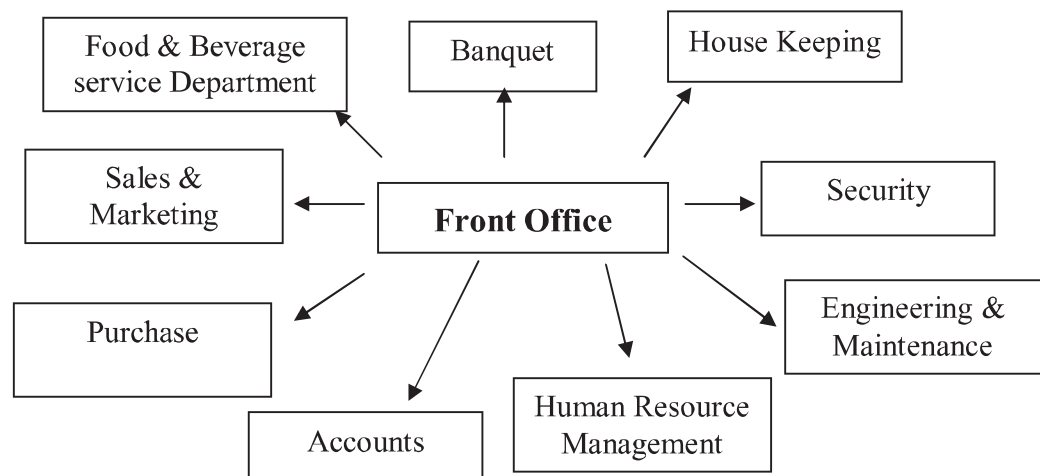 Food & Beverage
service Department
Banquet
House Keeping
Sales &
Marketing
Front Office
Security
Purchase
Engineering &
Maintenance
Accounts
Human Resource
Management